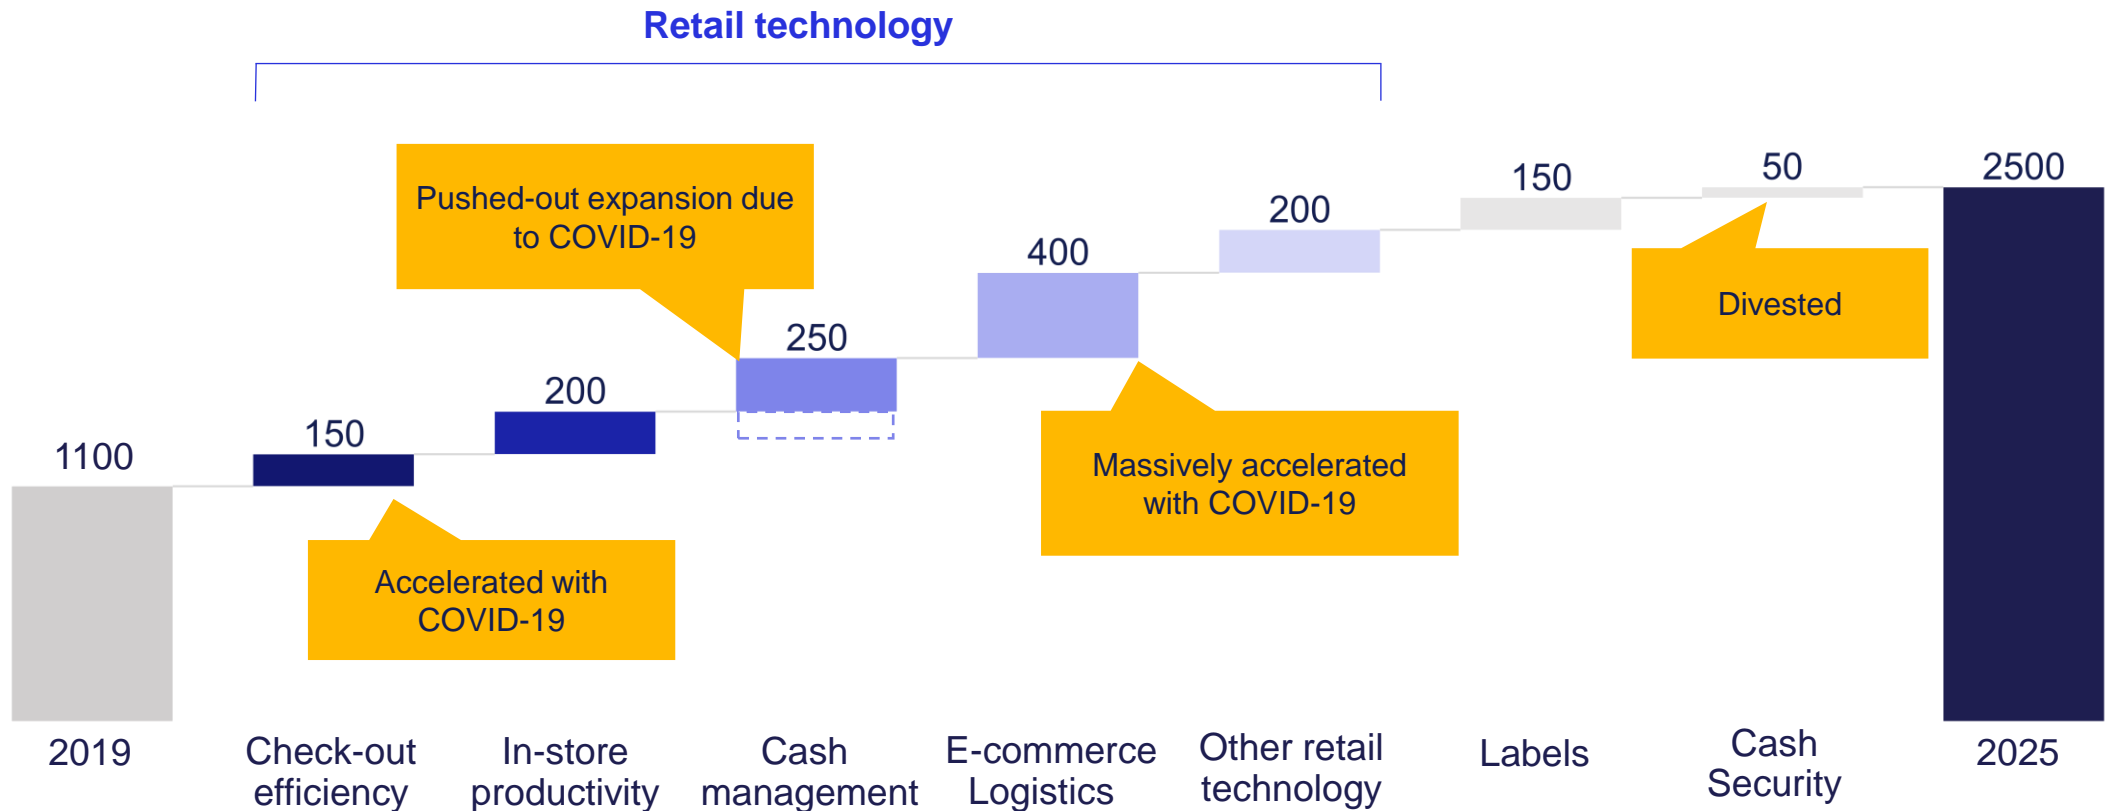 Retail technology
Pushed-out expansion due
to COVID-19
150
50
2500
200
400
250
200
150
1100
Divested
Massively accelerated
with COVID-19
Accelerated with
COVID-19
2019
Check-out
efficiency
In-store
productivity
Cash
management
E-commerce
Logistics
Other retail
technology
Labels
Cash
Security
2025